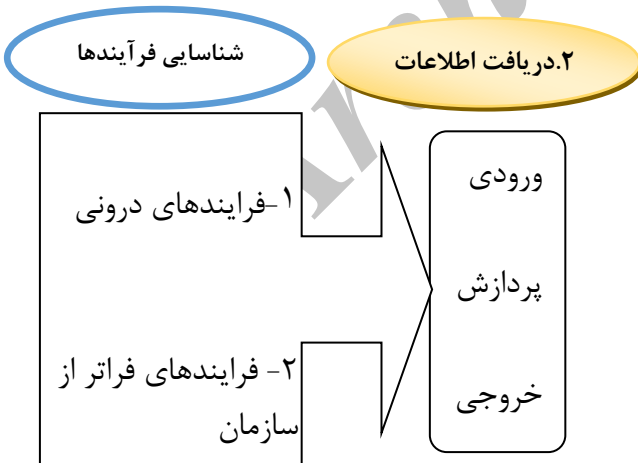 شناسایی فرآیندها
۲.دریافت اطلاعات
۱-فرایندهای درونی
۲- فرایندهای فراتر از
سازمان
ورودی
پردازش
خروجی